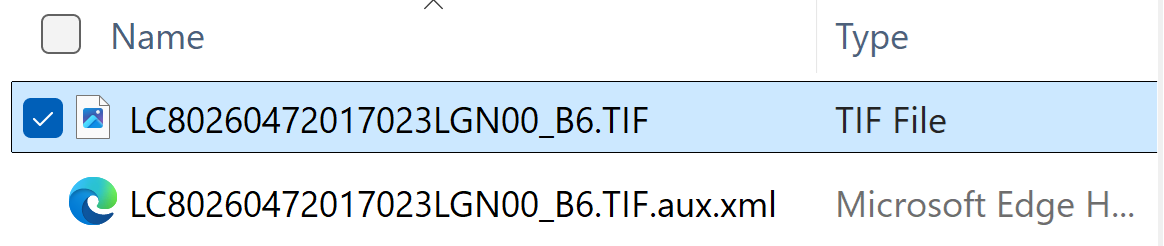 Name Type
LC80260472017023LGN00_B6.TIF TIF File
LC80260472017023LGN00_B6.TIF.aux.xml Microsoft Edge H...